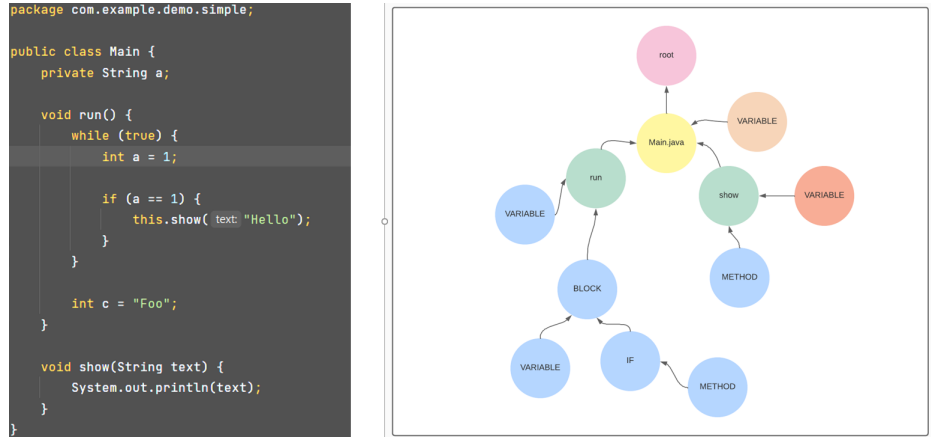 package com.example.demo.simple;
public class Main {
private String a;
void run() {
while (true) {
int a = 1;
if (a == 1) {
this.show( text: "Hello");
}
}
int c = "Foo";
}
void show(String text) {
System.out.println(text);
}
}
root
VARIABLE
Main.java
run
show
VARIABLE
VARIABLE
METHOD
BLOCK
VARIABLE
IF
METHOD